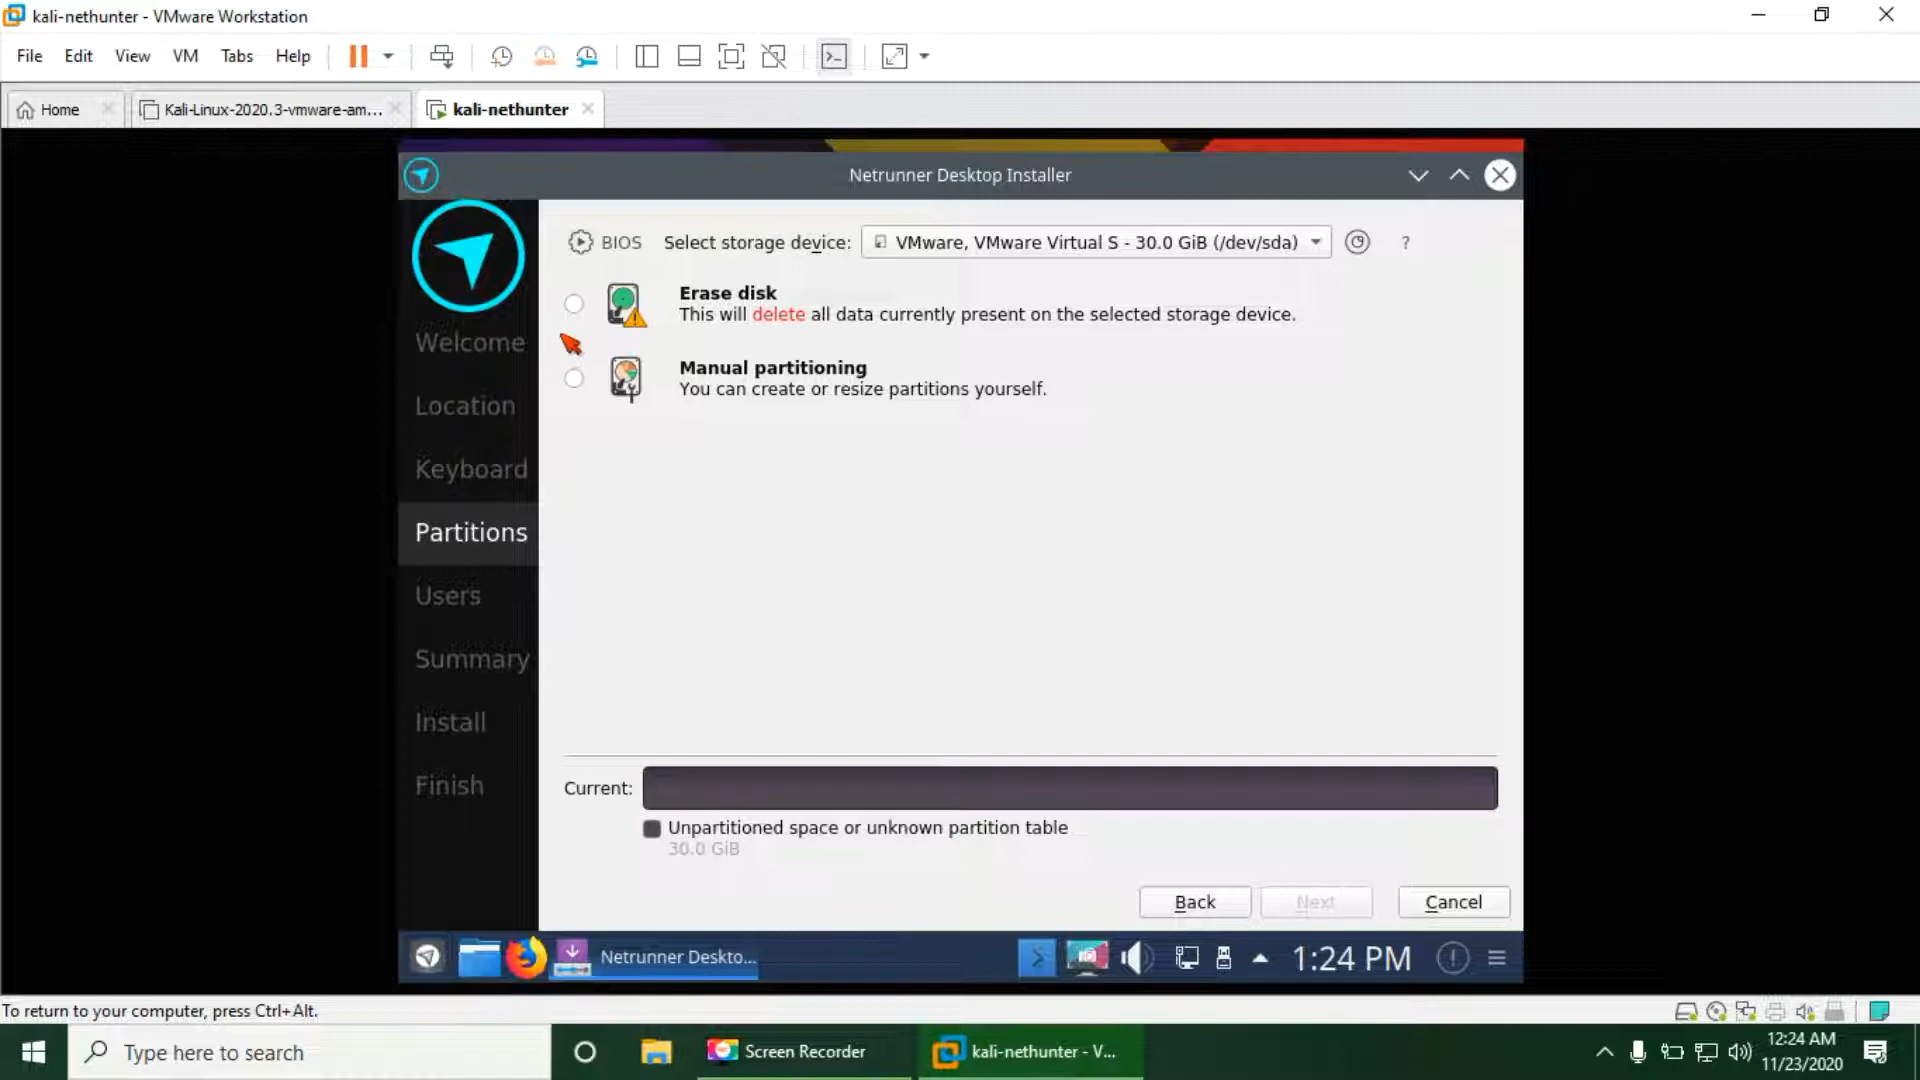 kali-nethunter - VMware Workstation
File Edit View VM Tabs Help
Home Kali-Linux-2020.3-vmware-am... kali-nethunter
Netrunner Desktop Installer
BIOS Select storage device: VMware, VMware Virtual S - 30.0 GiB (/dev/sda) ?
Erase disk
This will delete all data currently present on the selected storage device.
Welcome
Manual partitioning
You can create or resize partitions yourself.
Location
Keyboard
Partitions
Users
Summary
Install
Finish
Current:
Unpartitioned space or unknown partition table
30.0 GiB
Back Next Cancel
Netrunner Deskto... 1:24 PM
To return to your computer, press Ctrl+Alt.
Type here to search Screen Recorder kali-nethunter - V...
12:24 AM
11/23/2020